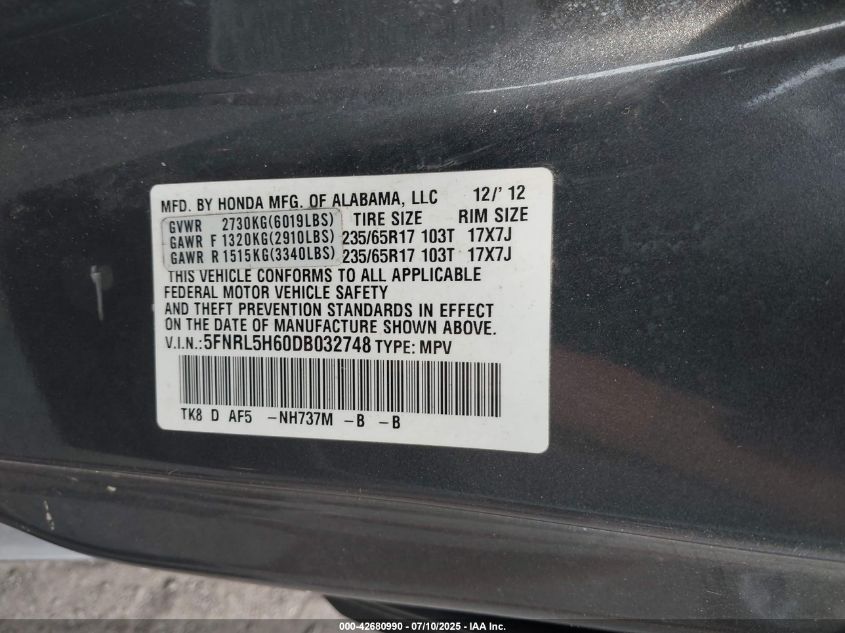 MFD. BY HONDA MFG. OF ALABAMA, LLC 12/'12
GVWR 2730KG(6019LBS) TIRE SIZE RIM SIZE
GAWR F 1320KG(2910LBS) 235/65R17 103T 17X7J
GAWR R 1515KG(3340LBS) 235/65R17 103T 17X7J
THIS VEHICLE CONFORMS TO ALL APPLICABLE
FEDERAL MOTOR VEHICLE SAFETY
AND THEFT PREVENTION STANDARDS IN EFFECT
ON THE DATE OF MANUFACTURE SHOWN ABOVE.
V.I.N.: 5FNRL5H60DB032748 TYPE: MPV
TK8 D AF5 -NH737M -B -B
000-42680990 - 07/10/2025 - IAA Inc.